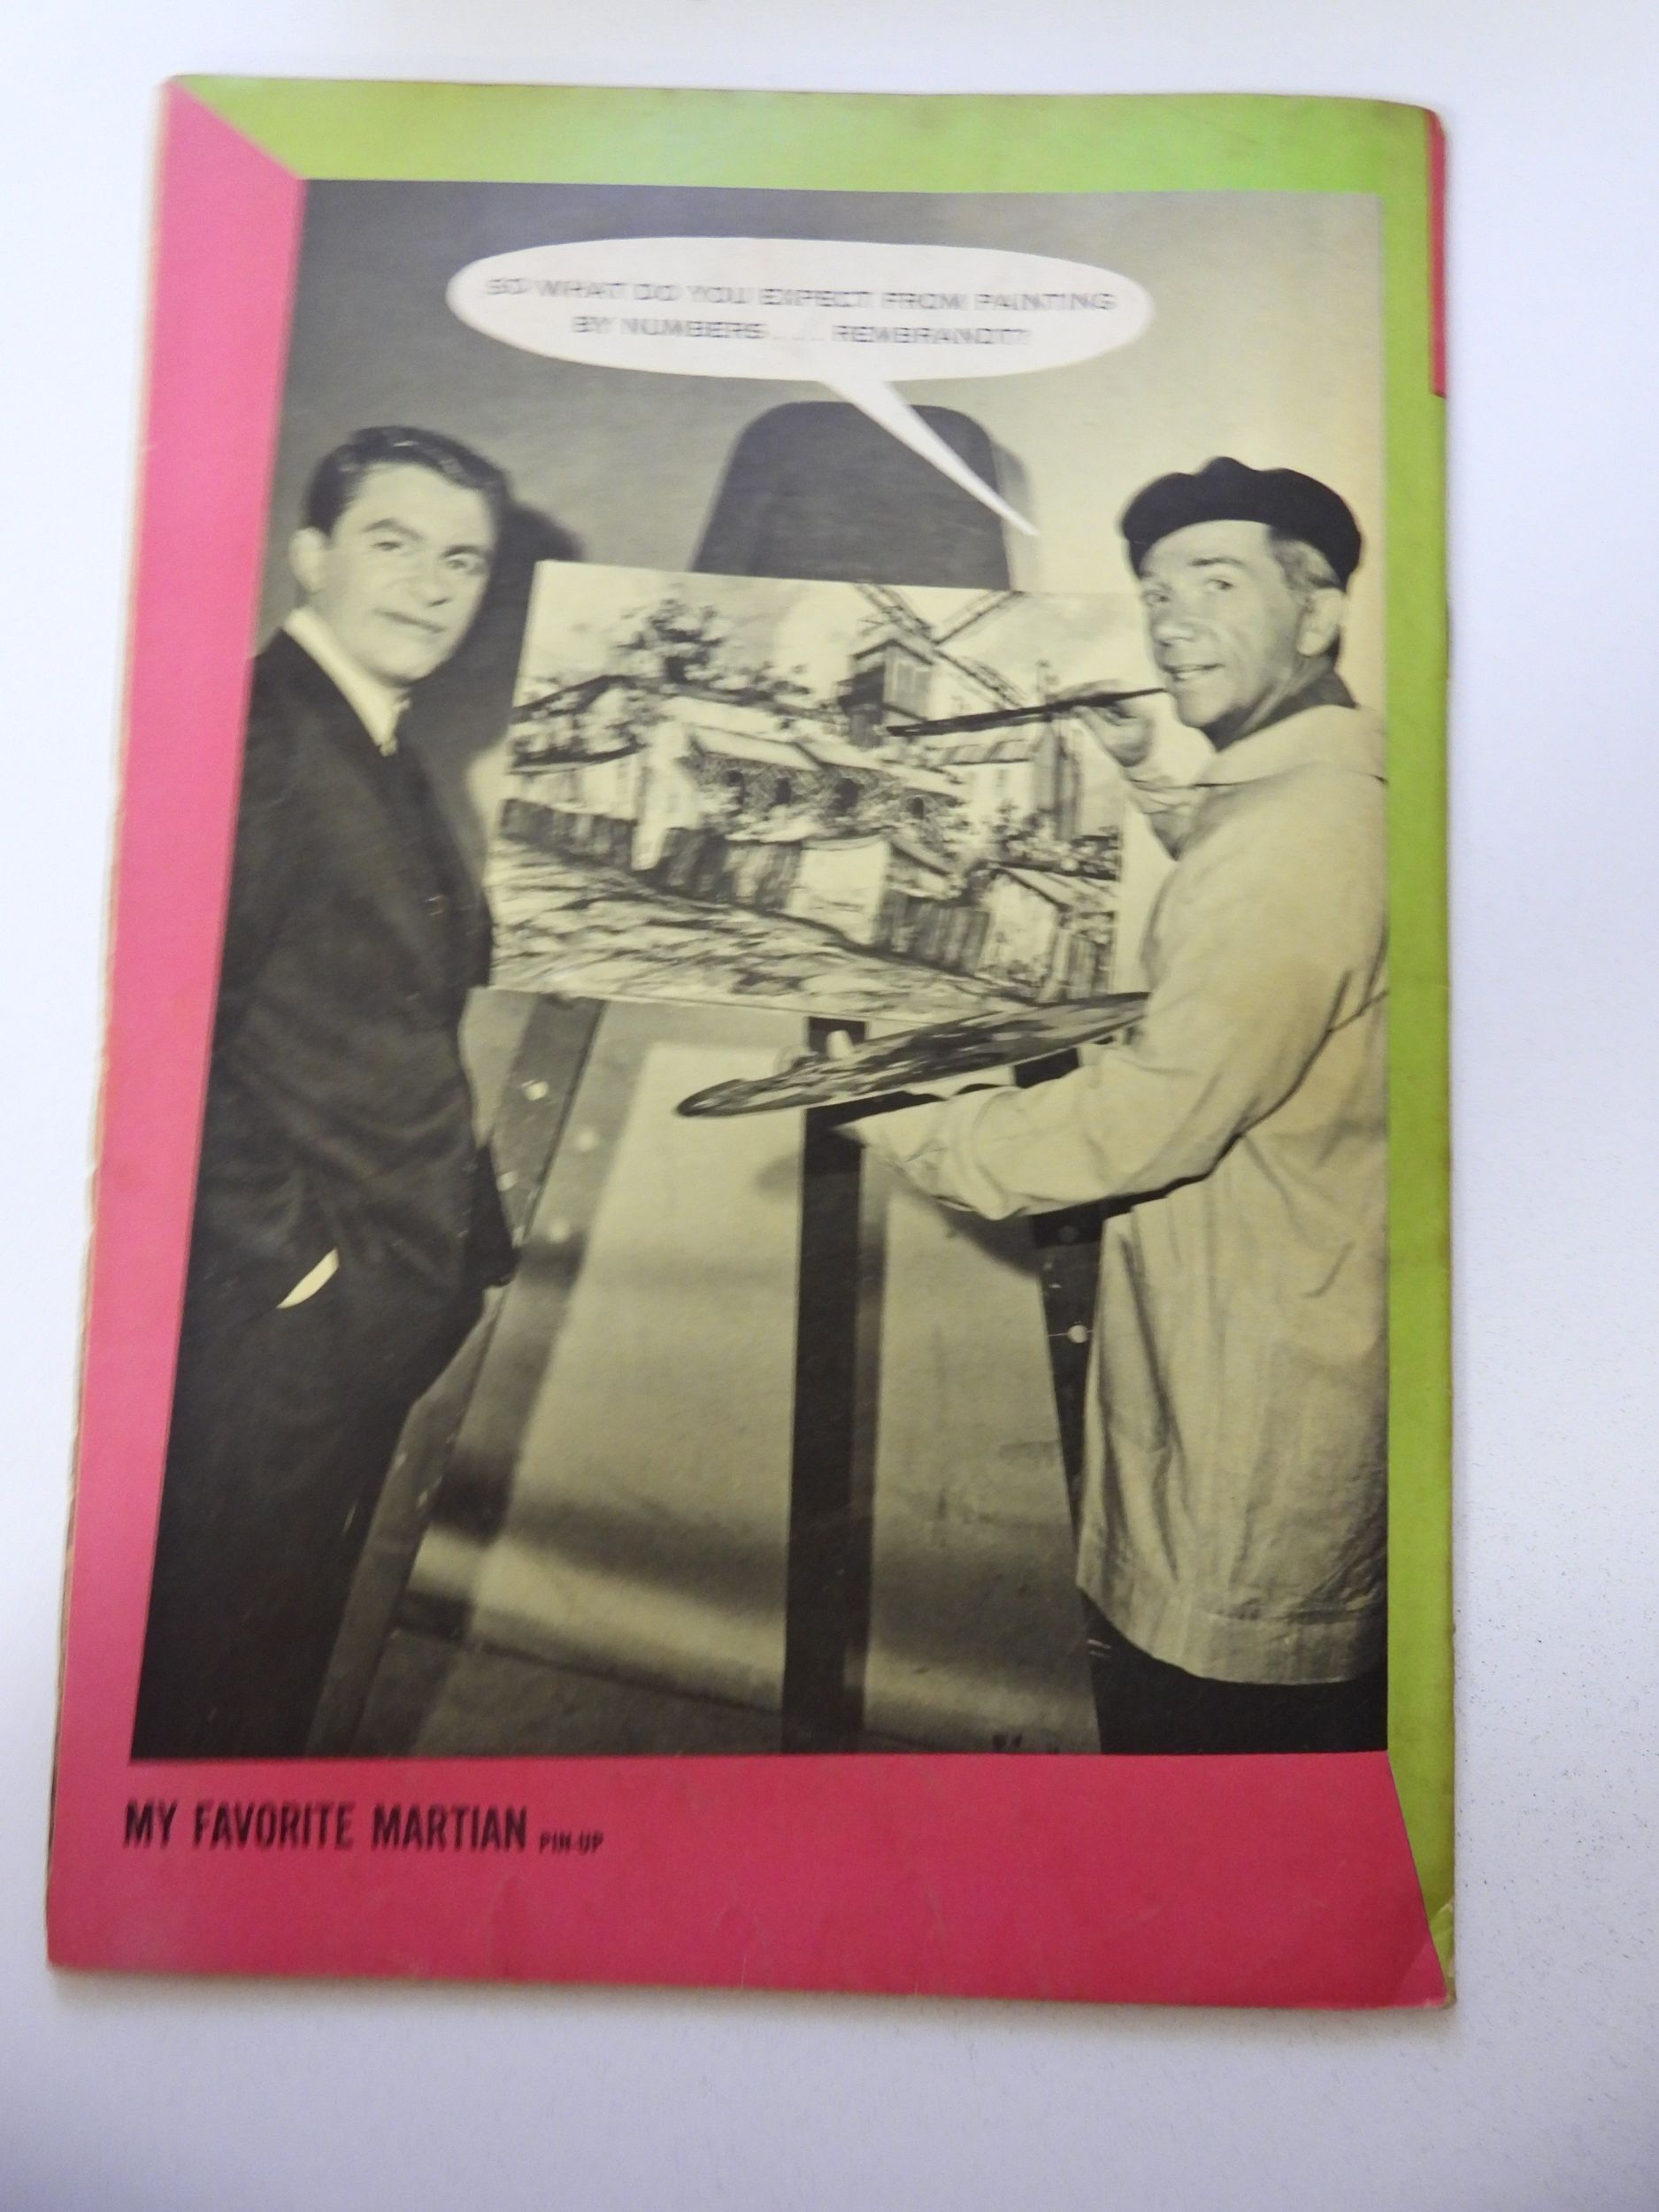 SO WHAT DO YOU EXPECT FROM PAINTING
BY NUMBERS .... REMBRANDT?
MY FAVORITE MARTIAN PIN-UP